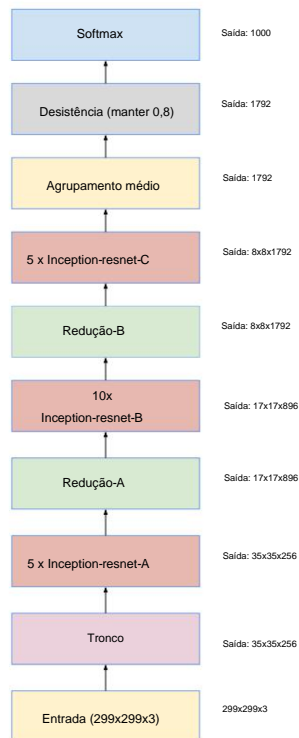 Softmax
Saída: 1000
Desistência (manter 0,8)
Saída: 1792
Agrupamento médio
Saída: 1792
5 x Inception-resnet-C
Saída: 8x8x1792
Redução-B
Saída: 8x8x1792
10x
Inception-resnet-B
Saída: 17x17x896
Redução-A
Saída: 17x17x896
5 x Inception-resnet-A
Saída: 35x35x256
Tronco
Saída: 35x35x256
Entrada (299x299x3)
299x299x3